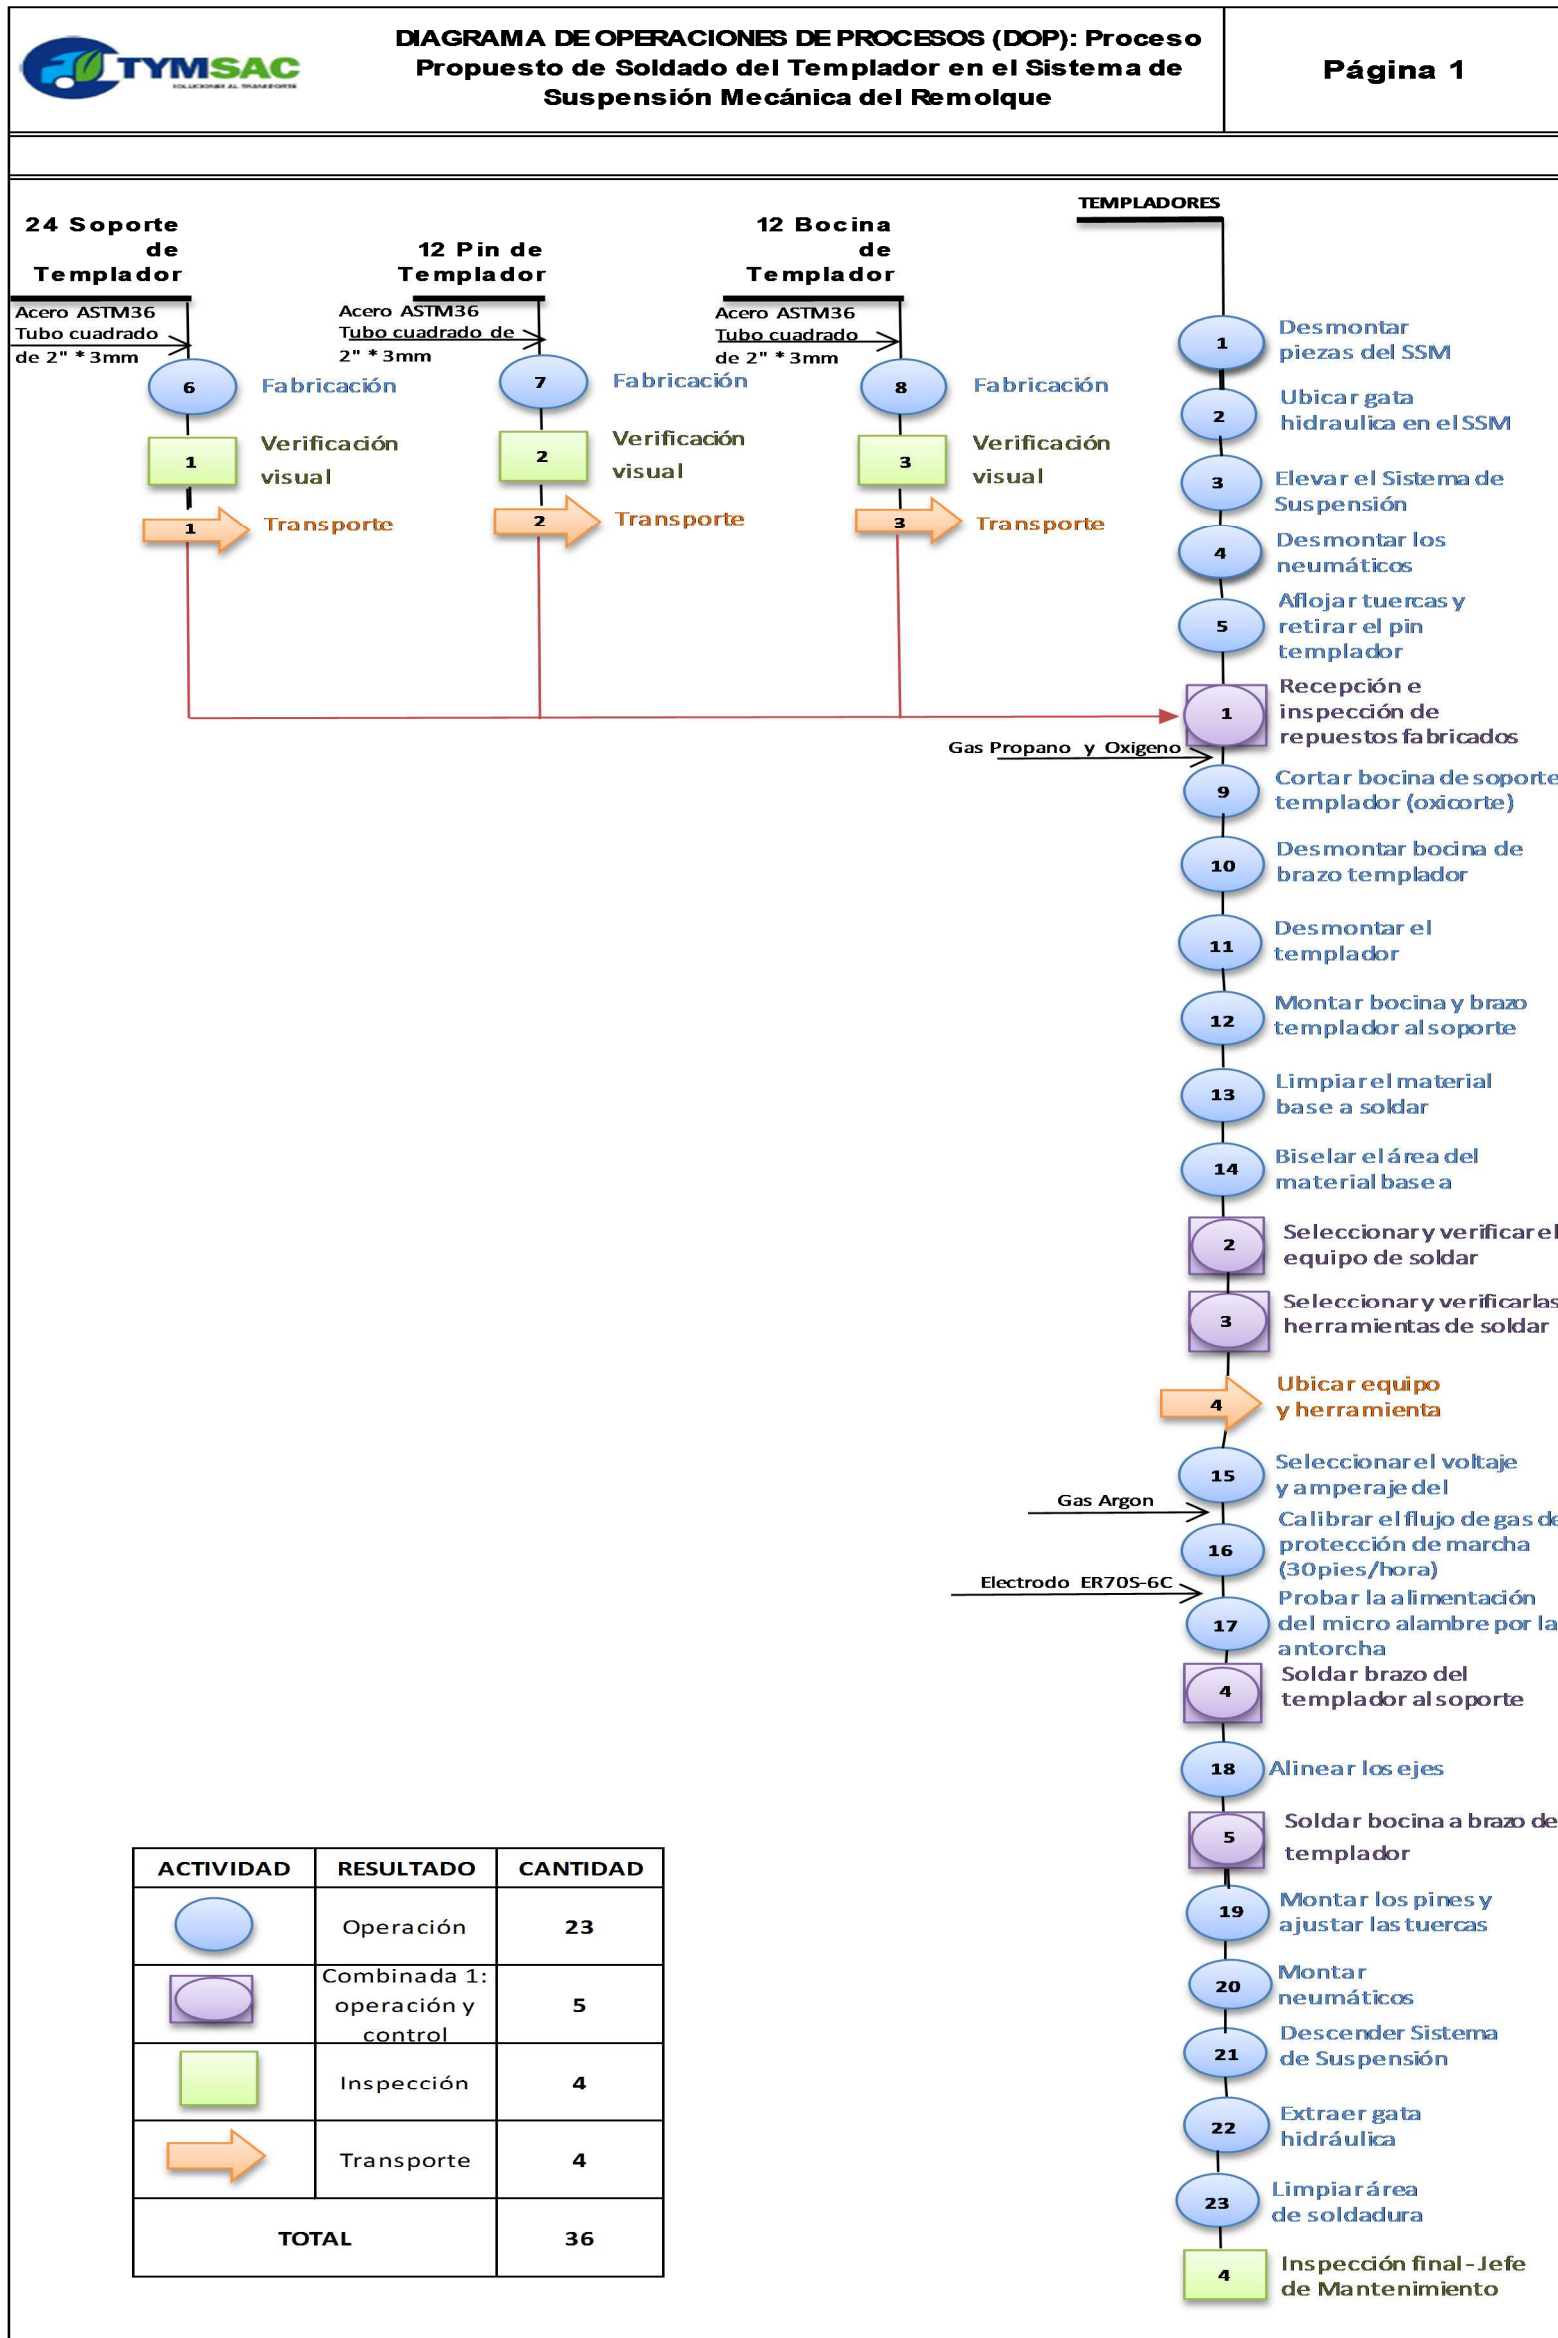 TYMSAC
SOLUCIONES AL TRANSPORTE
DIAGRAMA DE OPERACIONES DE PROCESOS (DOP): Proceso
Propuesto de Soldado del Templador en el Sistema de
Suspensión Mecánica del Remolque
Página 1
24 Soporte
de
Templador
Acero ASTM36
Tubo cuadrado
de 2" * 3mm
6
Fabricación
1
Verificación
visual
1
Transporte
12 Pin de
Templador
Acero ASTM36
Tubo cuadrado de
2" * 3mm
7
Fabricación
2
Verificación
visual
2
Transporte
12 Bocina
de
Templador
Acero ASTM36
Tubo cuadrado
de 2" * 3mm
8
Fabricación
3
Verificación
visual
3
Transporte
TEMPLADORES
1
Desmontar
piezas del SSM
2
Ubicar gata
hidraulica en el SSM
3
Elevar el Sistema de
Suspensión
4
Desmontar los
neumáticos
5
Aflojar tuercas y
retirar el pin
templador
1
Recepción e
inspección de
repuestos fabricados
Gas Propano y Oxigeno
9
Cortar bocina de soporte
templador (oxicorte)
10
Desmontar bocina de
brazo templador
11
Desmontar el
templador
12
Montar bocina y brazo
templador al soporte
13
Limpiar el material
base a soldar
14
Biselar el área del
material base a
2
Seleccionar y verificar el
equipo de soldar
3
Seleccionar y verificar las
herramientas de soldar
4
Ubicar equipo
y herramienta
15
Seleccionar el voltaje
y amperaje del
Gas Argon
16
Calibrar el flujo de gas de
protección de marcha
(30pies/hora)
Electrodo ER70S-6C
17
Probar la alimentación
del micro alambre por la
antorcha
4
Soldar brazo del
templador al soporte
18
Alinear los ejes
5
Soldar bocina a brazo de
templador
19
Montar los pines y
ajustar las tuercas
20
Montar
neumáticos
21
Descender Sistema
de Suspensión
22
Extraer gata
hidráulica
23
Limpiar área
de soldadura
4
Inspección final - Jefe
de Mantenimiento
ACTIVIDAD RESULTADO CANTIDAD
Operación 23
Combinada 1:
operación y
control
5
Inspección 4
Transporte 4
TOTAL 36